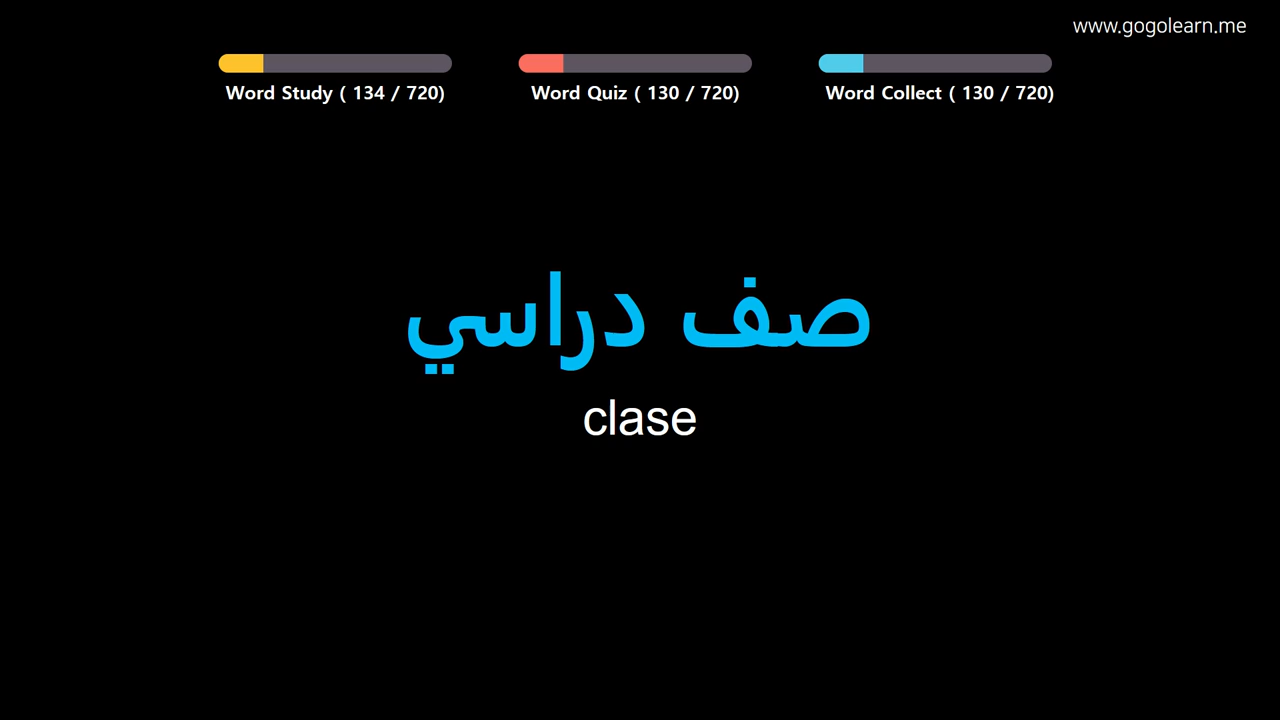 www.gogolearn.me
Word Study ( 134 / 720)
Word Quiz ( 130 / 720)
Word Collect ( 130 / 720)
صف دراسي
clase